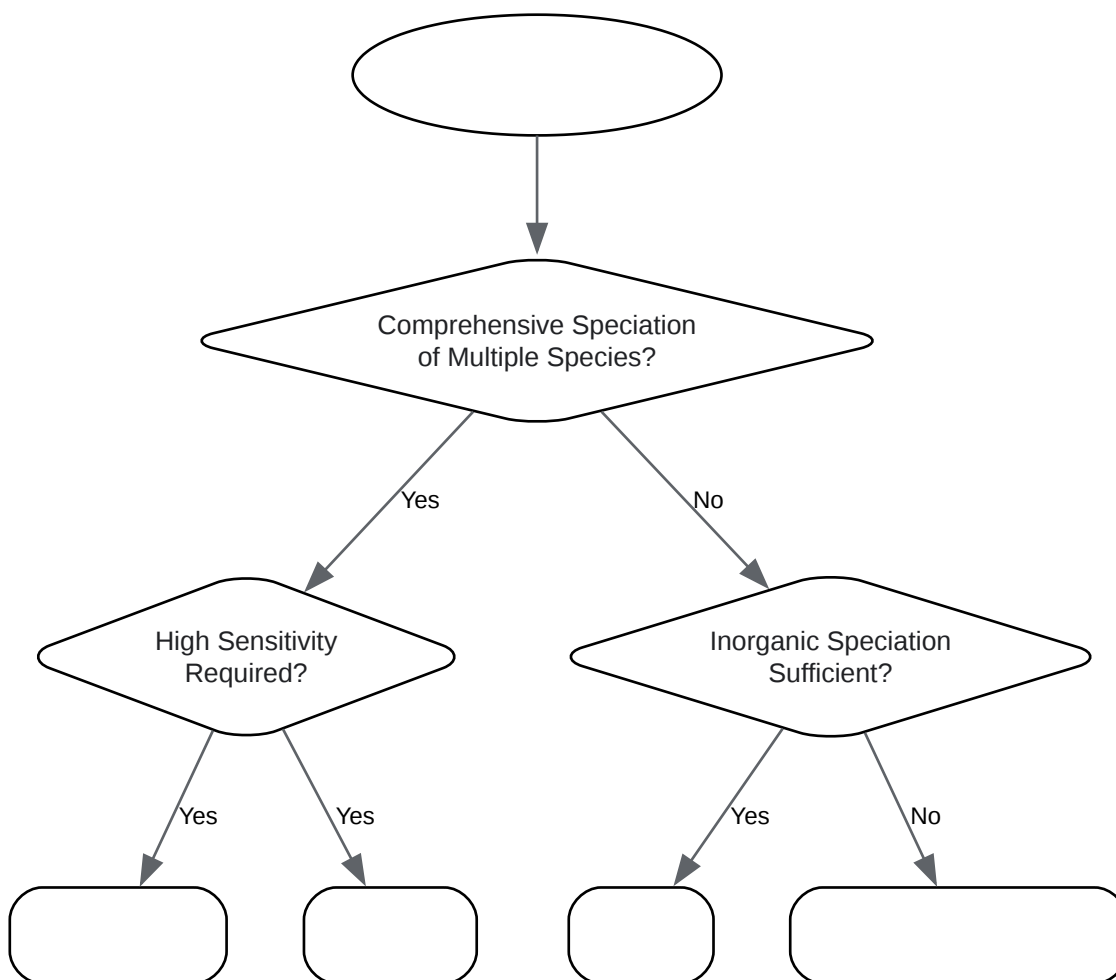 Comprehensive Speciation
of Multiple Species?
Yes
No
High Sensitivity
Required?
Inorganic Speciation
Sufficient?
Yes
Yes
Yes
No